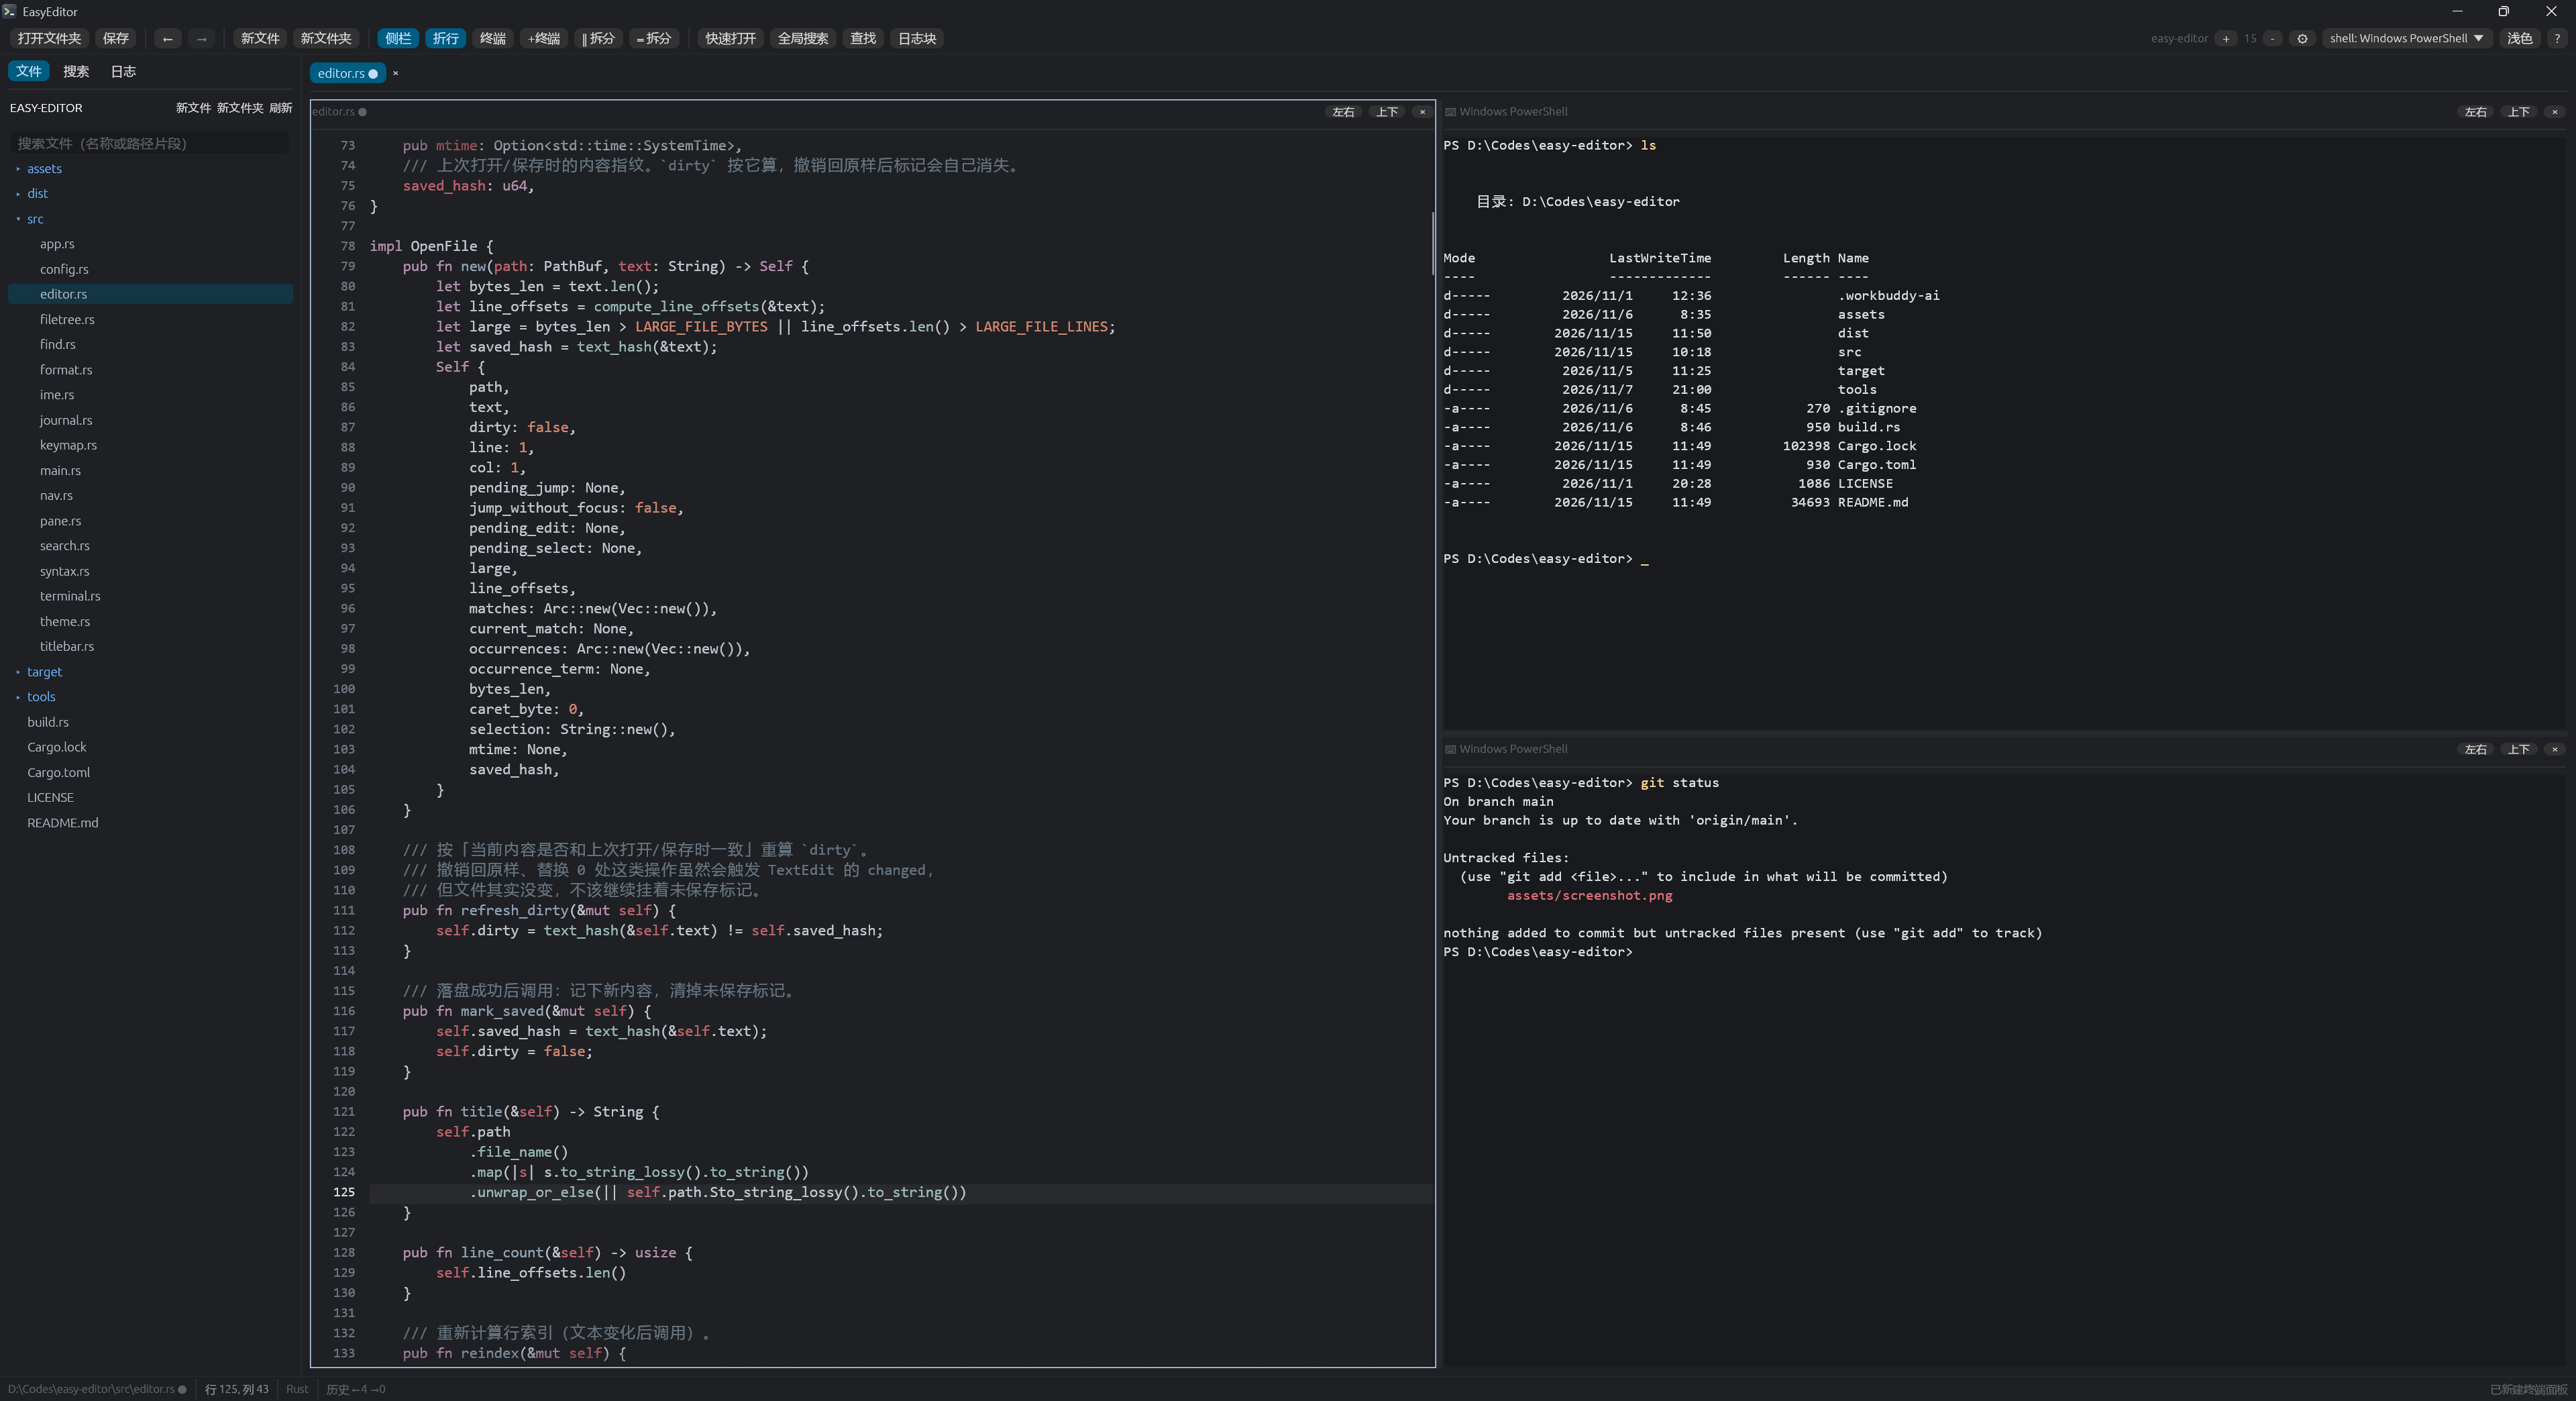 EasyEditor
打开文件夹 保存 ← → 新文件 新文件夹 侧栏 折行 终端 +终端 ‖拆分 =拆分 快速打开 全局搜索 查找 日志块 easy-editor + 15 - ⚙ shell: Windows PowerShell ▼ 浅色 ?
文件 搜索 日志
EASY-EDITOR 新文件 新文件夹 刷新
搜索文件（名称或路径片段）
assets
dist
src
app.rs
config.rs
editor.rs
filetree.rs
find.rs
format.rs
ime.rs
journal.rs
keymap.rs
main.rs
nav.rs
pane.rs
search.rs
syntax.rs
terminal.rs
theme.rs
titlebar.rs
target
tools
build.rs
Cargo.lock
Cargo.toml
LICENSE
README.md
editor.rs ● ×
editor.rs ● 左右 上下 ×
73     pub mtime: Option<std::time::SystemTime>,
74     /// 上次打开/保存时的内容指纹。`dirty` 按它算，撤销回原样后标记会自己消失。
75     saved_hash: u64,
76 }
77
78 impl OpenFile {
79     pub fn new(path: PathBuf, text: String) -> Self {
80         let bytes_len = text.len();
81         let line_offsets = compute_line_offsets(&text);
82         let large = bytes_len > LARGE_FILE_BYTES || line_offsets.len() > LARGE_FILE_LINES;
83         let saved_hash = text_hash(&text);
84         Self {
85             path,
86             text,
87             dirty: false,
88             line: 1,
89             col: 1,
90             pending_jump: None,
91             jump_without_focus: false,
92             pending_edit: None,
93             pending_select: None,
94             large,
95             line_offsets,
96             matches: Arc::new(Vec::new()),
97             current_match: None,
98             occurrences: Arc::new(Vec::new()),
99             occurrence_term: None,
100             bytes_len,
101             caret_byte: 0,
102             selection: String::new(),
103             mtime: None,
104             saved_hash,
105         }
106     }
107
108     /// 按「当前内容是否和上次打开/保存时一致」重算 `dirty`。
109     /// 撤销回原样、替换 0 处这类操作虽然会触发 TextEdit 的 changed，
110     /// 但文件其实没变，不该继续挂着未保存标记。
111     pub fn refresh_dirty(&mut self) {
112         self.dirty = text_hash(&self.text) != self.saved_hash;
113     }
114
115     /// 落盘成功后调用：记下新内容，清掉未保存标记。
116     pub fn mark_saved(&mut self) {
117         self.saved_hash = text_hash(&self.text);
118         self.dirty = false;
119     }
120
121     pub fn title(&self) -> String {
122         self.path
123             .file_name()
124             .map(|s| s.to_string_lossy().to_string())
125             .unwrap_or_else(|| self.path.Sto_string_lossy().to_string())
126     }
127
128     pub fn line_count(&self) -> usize {
129         self.line_offsets.len()
130     }
131
132     /// 重新计算行索引（文本变化后调用）。
133     pub fn reindex(&mut self) {
Windows PowerShell 左右 上下 ×
PS D:\Codes\easy-editor> ls
目录: D:\Codes\easy-editor
Mode LastWriteTime Length Name
---- ------------- ------ ----
d----- 2026/11/1 12:36 .workbuddy-ai
d----- 2026/11/6 8:35 assets
d----- 2026/11/15 11:50 dist
d----- 2026/11/15 10:18 src
d----- 2026/11/5 11:25 target
d----- 2026/11/7 21:00 tools
-a---- 2026/11/6 8:45 270 .gitignore
-a---- 2026/11/6 8:46 950 build.rs
-a---- 2026/11/15 11:49 102398 Cargo.lock
-a---- 2026/11/15 11:49 930 Cargo.toml
-a---- 2026/11/1 20:28 1086 LICENSE
-a---- 2026/11/15 11:49 34693 README.md
PS D:\Codes\easy-editor> _
Windows PowerShell 左右 上下 ×
PS D:\Codes\easy-editor> git status
On branch main
Your branch is up to date with 'origin/main'.
Untracked files:
(use "git add <file>..." to include in what will be committed)
assets/screenshot.png
nothing added to commit but untracked files present (use "git add" to track)
PS D:\Codes\easy-editor>
D:\Codes\easy-editor\src\editor.rs ● 行 125, 列 43 Rust 历史 ←4 →0 已新建终端面板